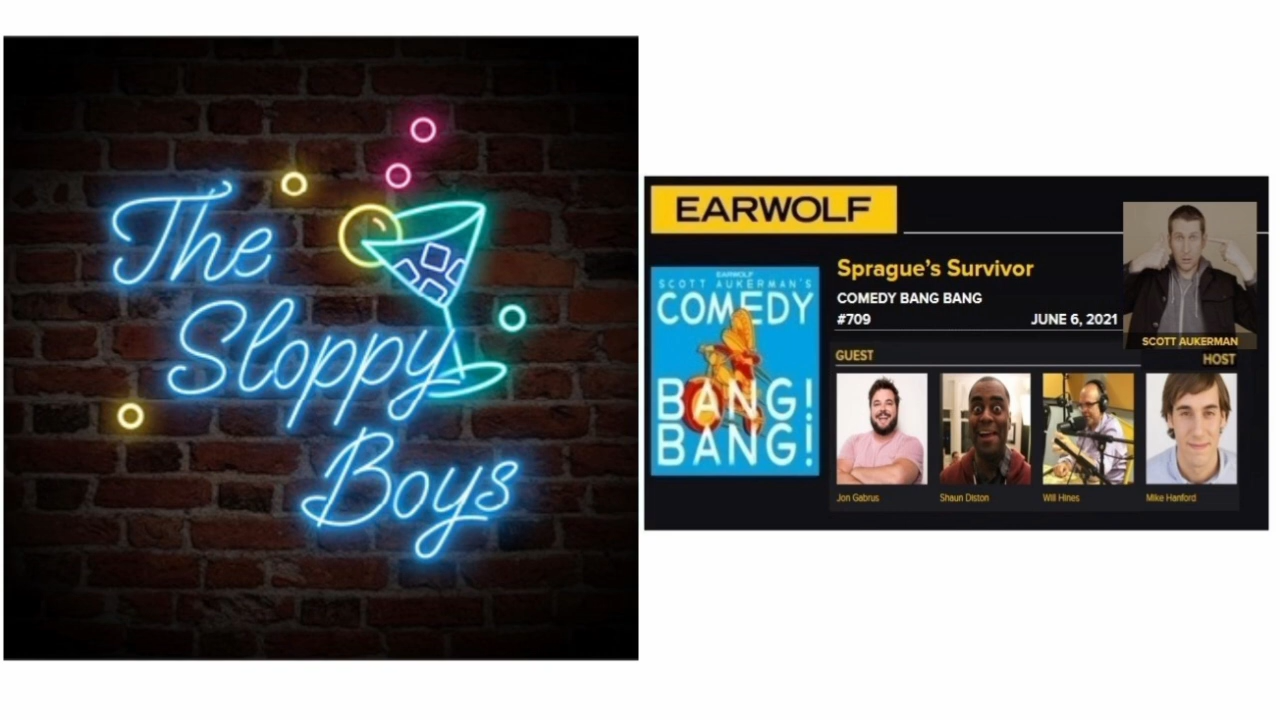 The
Sloppy
Boys
EARWOLF
EARWOLF
SCOTT AUKERMAN'S
COMEDY
BANG!
BANG!
Sprague's Survivor
COMEDY BANG BANG
#709
JUNE 6, 2021
SCOTT AUKERMAN
HOST
GUEST
Jon Gabrus
Shaun Diston
Will Hines
Mike Hanford